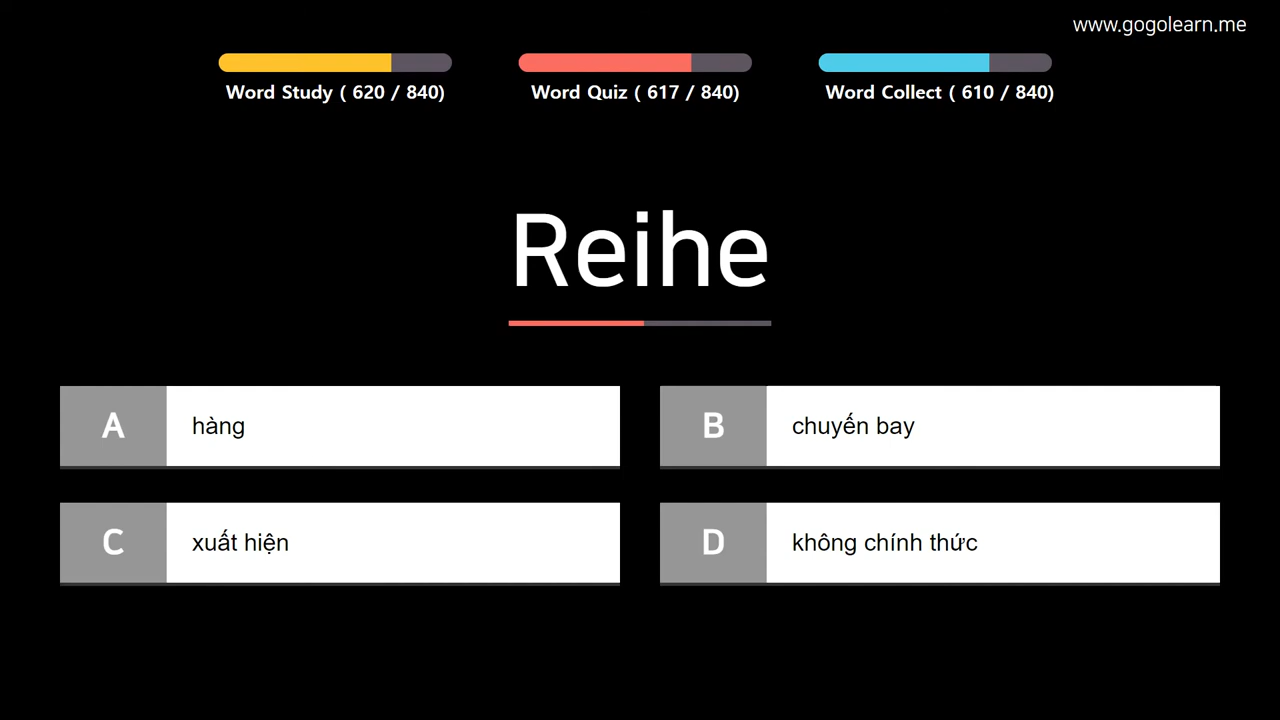 www.gogolearn.me
Word Study ( 620 / 840)
Word Quiz ( 617 / 840)
Word Collect ( 610 / 840)
Reihe
A hàng
B chuyến bay
C xuất hiện
D không chính thức